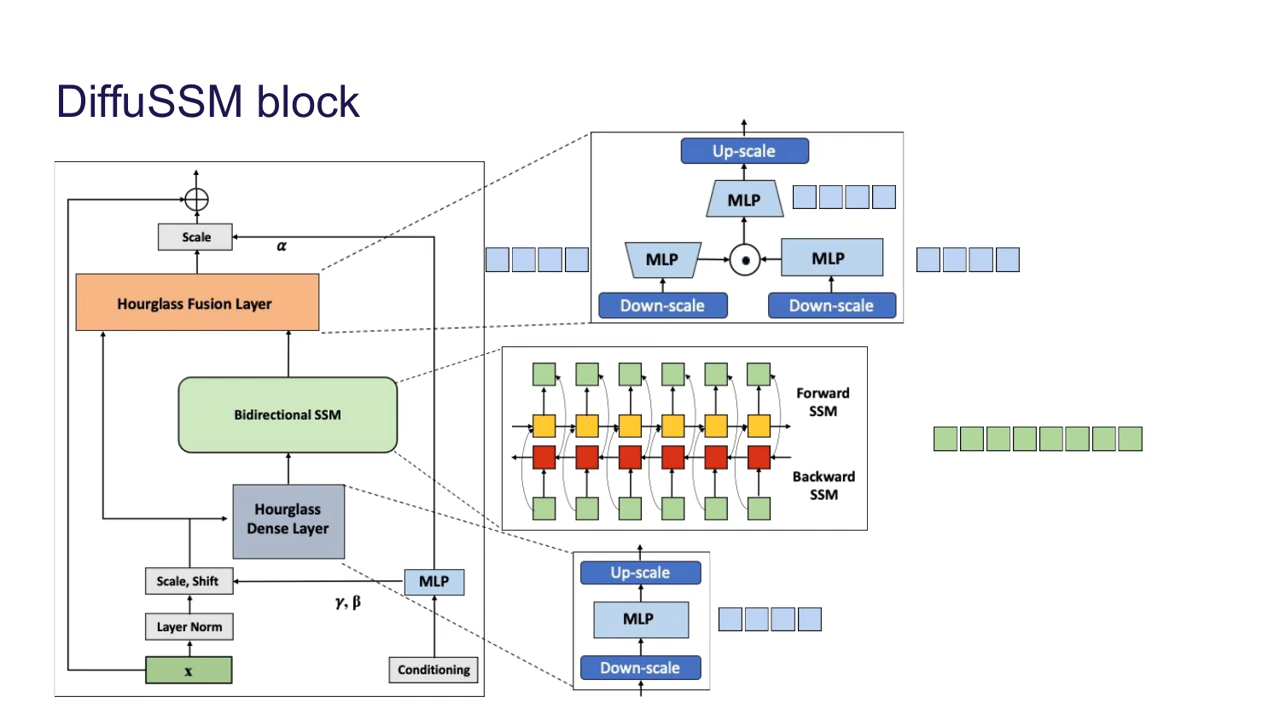 DiffuSSM block
Scale
α
Hourglass Fusion Layer
Bidirectional SSM
Hourglass
Dense Layer
Scale, Shift
MLP
γ, β
Layer Norm
x
Conditioning
Up-scale
MLP
MLP
MLP
Down-scale
Down-scale
Forward
SSM
Backward
SSM
Up-scale
MLP
Down-scale